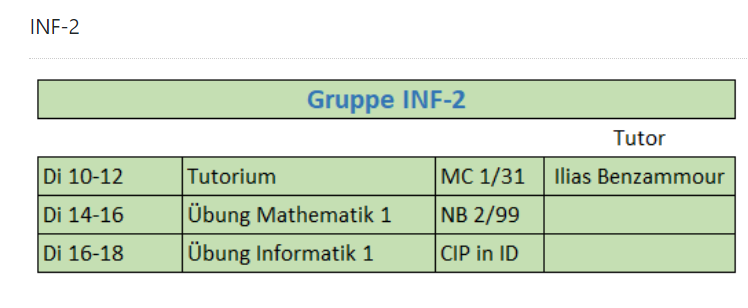 INF-2
Gruppe INF-2
Tutor
Di 10-12 Tutorium MC 1/31 Ilias Benzammour
Di 14-16 Übung Mathematik 1 NB 2/99
Di 16-18 Übung Informatik 1 CIP in ID